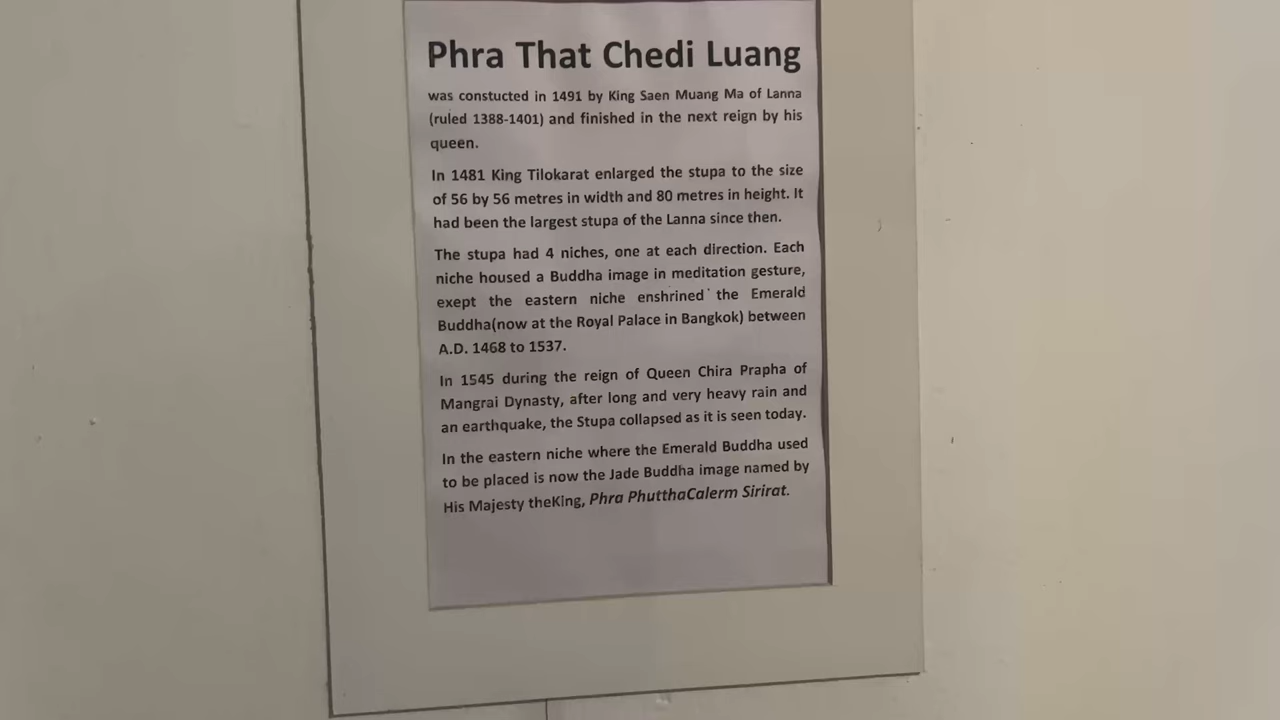 Phra That Chedi Luang
was constucted in 1491 by King Saen Muang Ma of Lanna
(ruled 1388-1401) and finished in the next reign by his
queen.
In 1481 King Tilokarat enlarged the stupa to the size
of 56 by 56 metres in width and 80 metres in height. It
had been the largest stupa of the Lanna since then.
The stupa had 4 niches, one at each direction. Each
niche housed a Buddha image in meditation gesture,
exept the eastern niche enshrined the Emerald
Buddha(now at the Royal Palace in Bangkok) between
A.D. 1468 to 1537.
In 1545 during the reign of Queen Chira Prapha of
Mangrai Dynasty, after long and very heavy rain and
an earthquake, the Stupa collapsed as it is seen today.
In the eastern niche where the Emerald Buddha used
to be placed is now the Jade Buddha image named by
His Majesty theKing, Phra PhutthaCalerm Sirirat.